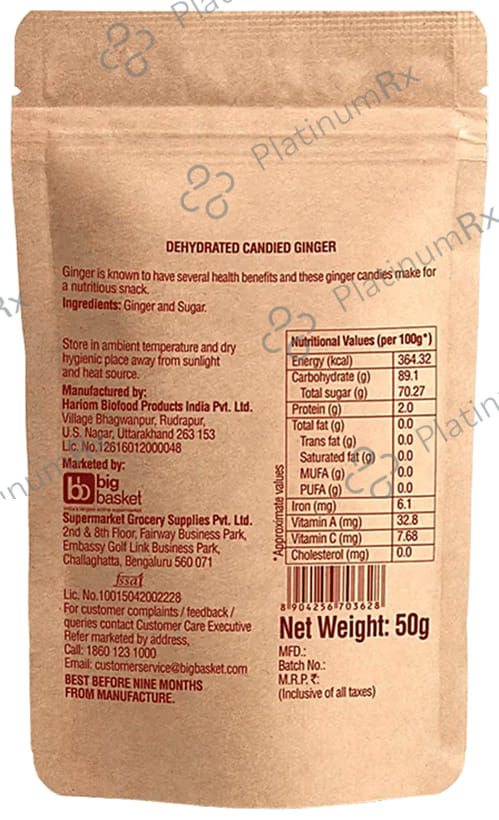 PlatinumRx
PlatinumRx
DEHYDRATED CANDIED GINGER
Ginger is known to have several health benefits and these ginger candies make for
a nutritious snack.
Ingredients: Ginger and Sugar.
PlatinumRx
Rx
Store in ambient temperature and dry
hygienic place away from sunlight
and heat source.
Manufactured by:
Hariom Biofood Products India Pvt. Ltd.
Village Bhagwanpur, Rudrapur,
U.S. Nagar, Uttarakhand 263 153
Lic No.12616012000048
Marketed by:
bb big
basket
India's largest online supermarket
Supermarket Grocery Supplies Pvt. Ltd.
2nd & 8th Floor, Fairway Business Park,
Embassy Golf Link Business Park,
Challaghatta, Bengaluru 560 071
fssai
Lic. No.10015042002228
For customer complaints / feedback /
queries contact Customer Care Executive
Refer marketed by address,
Call: 1860 123 1000
Email: customerservice@bigbasket.com
BEST BEFORE NINE MONTHS
FROM MANUFACTURE.
Nutritional Values (per 100g*)
Energy (kcal) 364.32
Carbohydrate (g) 89.1
Total sugar (g) 70.27
Protein (g) 2.0
Total fat (g) 0.0
Trans fat (g) 0.0
Saturated fat (g) 0.0
MUFA (g) 0.0
PUFA (g) 0.0
Iron (mg) 6.1
Vitamin A (mg) 32.8
Vitamin C (mg) 7.68
Cholesterol (mg) 0.0
*Approximate values
Platin
inumRx
8 904256 703628
Net Weight: 50g
MFD.:
Batch No.:
M.R.P. ₹:
(Inclusive of all taxes)